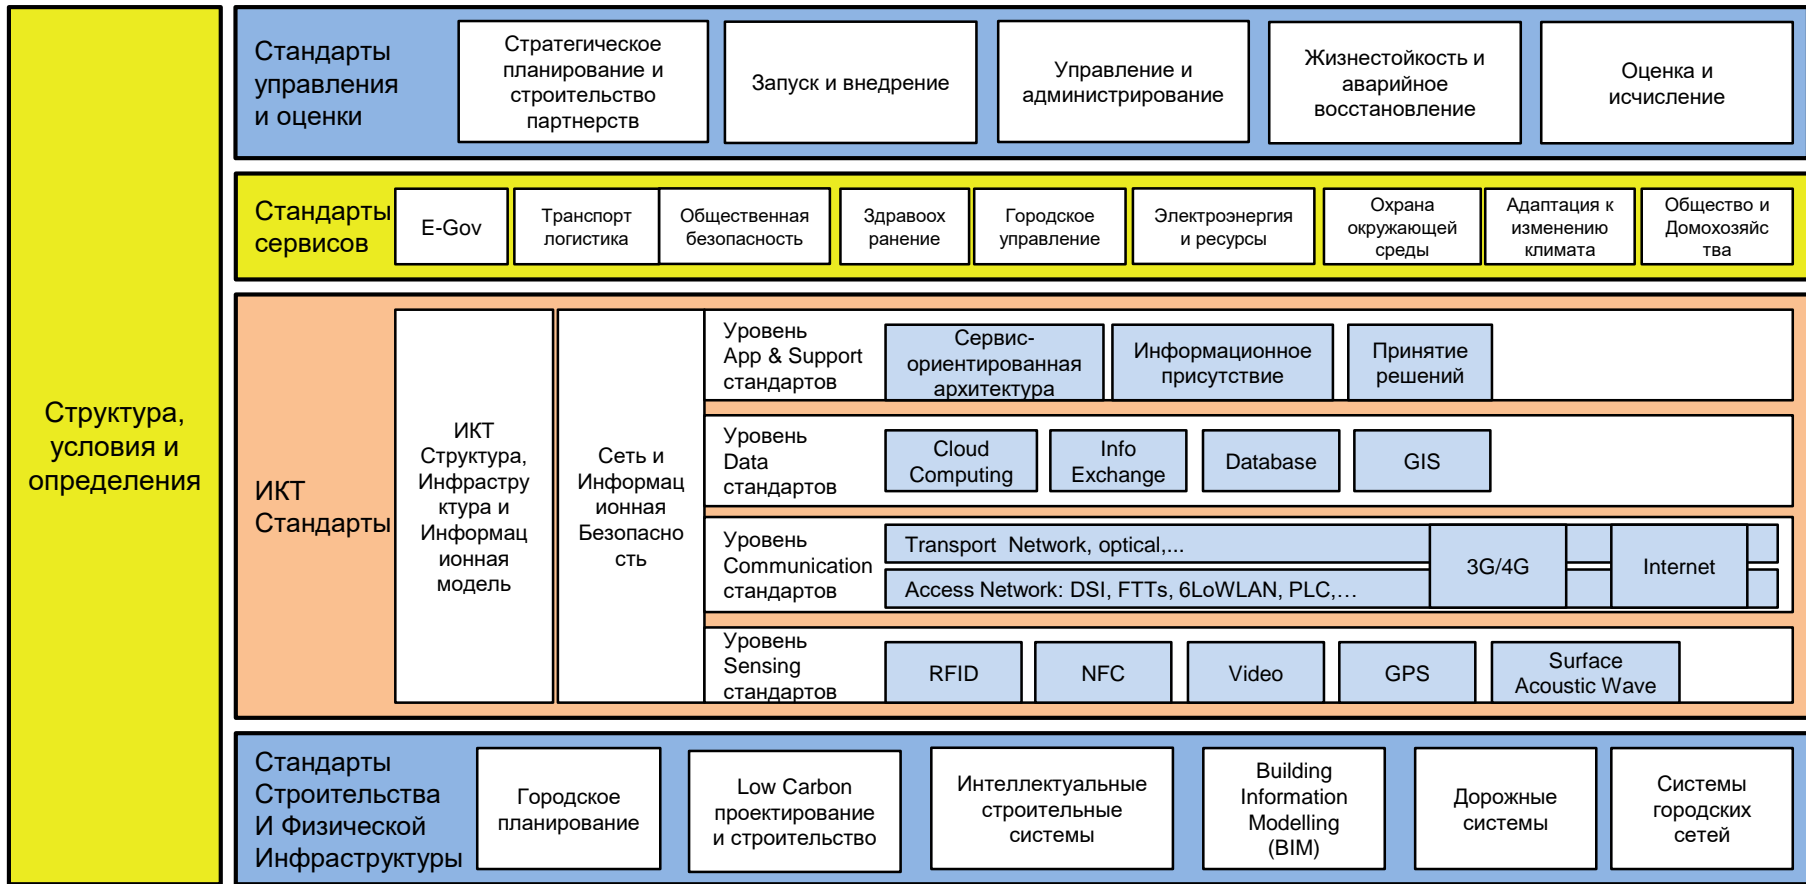 Структура,
условия и
определения
Стандарты
управления
и оценки
Стратегическое
планирование и
строительство
партнерств
Запуск и внедрение
Управление и
администрирование
Жизнестойкость и
аварийное
восстановление
Оценка и
исчисление
Стандарты
сервисов
E-Gov
Транспорт
логистика
Общественная
безопасность
Здравоох
ранение
Городское
управление
Электроэнергия
и ресурсы
Охрана
окружающей
среды
Адаптация к
изменению
климата
Общество и
Домохозяйс
тва
ИКТ
Стандарты
ИКТ
Структура,
Инфрастру
ктура и
Информац
ионная
модель
Сеть и
Информац
ионная
Безопасно
сть
Уровень
App & Support
стандартов
Сервис-
ориентированная
архитектура
Информационное
присутствие
Принятие
решений
Уровень
Data
стандартов
Cloud
Computing
Info
Exchange
Database
GIS
Уровень
Communication
стандартов
Transport Network, optical,...
Access Network: DSI, FTTs, 6LoWLAN, PLC,…
3G/4G
Internet
Уровень
Sensing
стандартов
RFID
NFC
Video
GPS
Surface
Acoustic Wave
Стандарты
Строительства
И Физической
Инфраструктуры
Городское
планирование
Low Carbon
проектирование
и строительство
Интеллектуальные
строительные
системы
Building
Information
Modelling
(BIM)
Дорожные
системы
Системы
городских
сетей